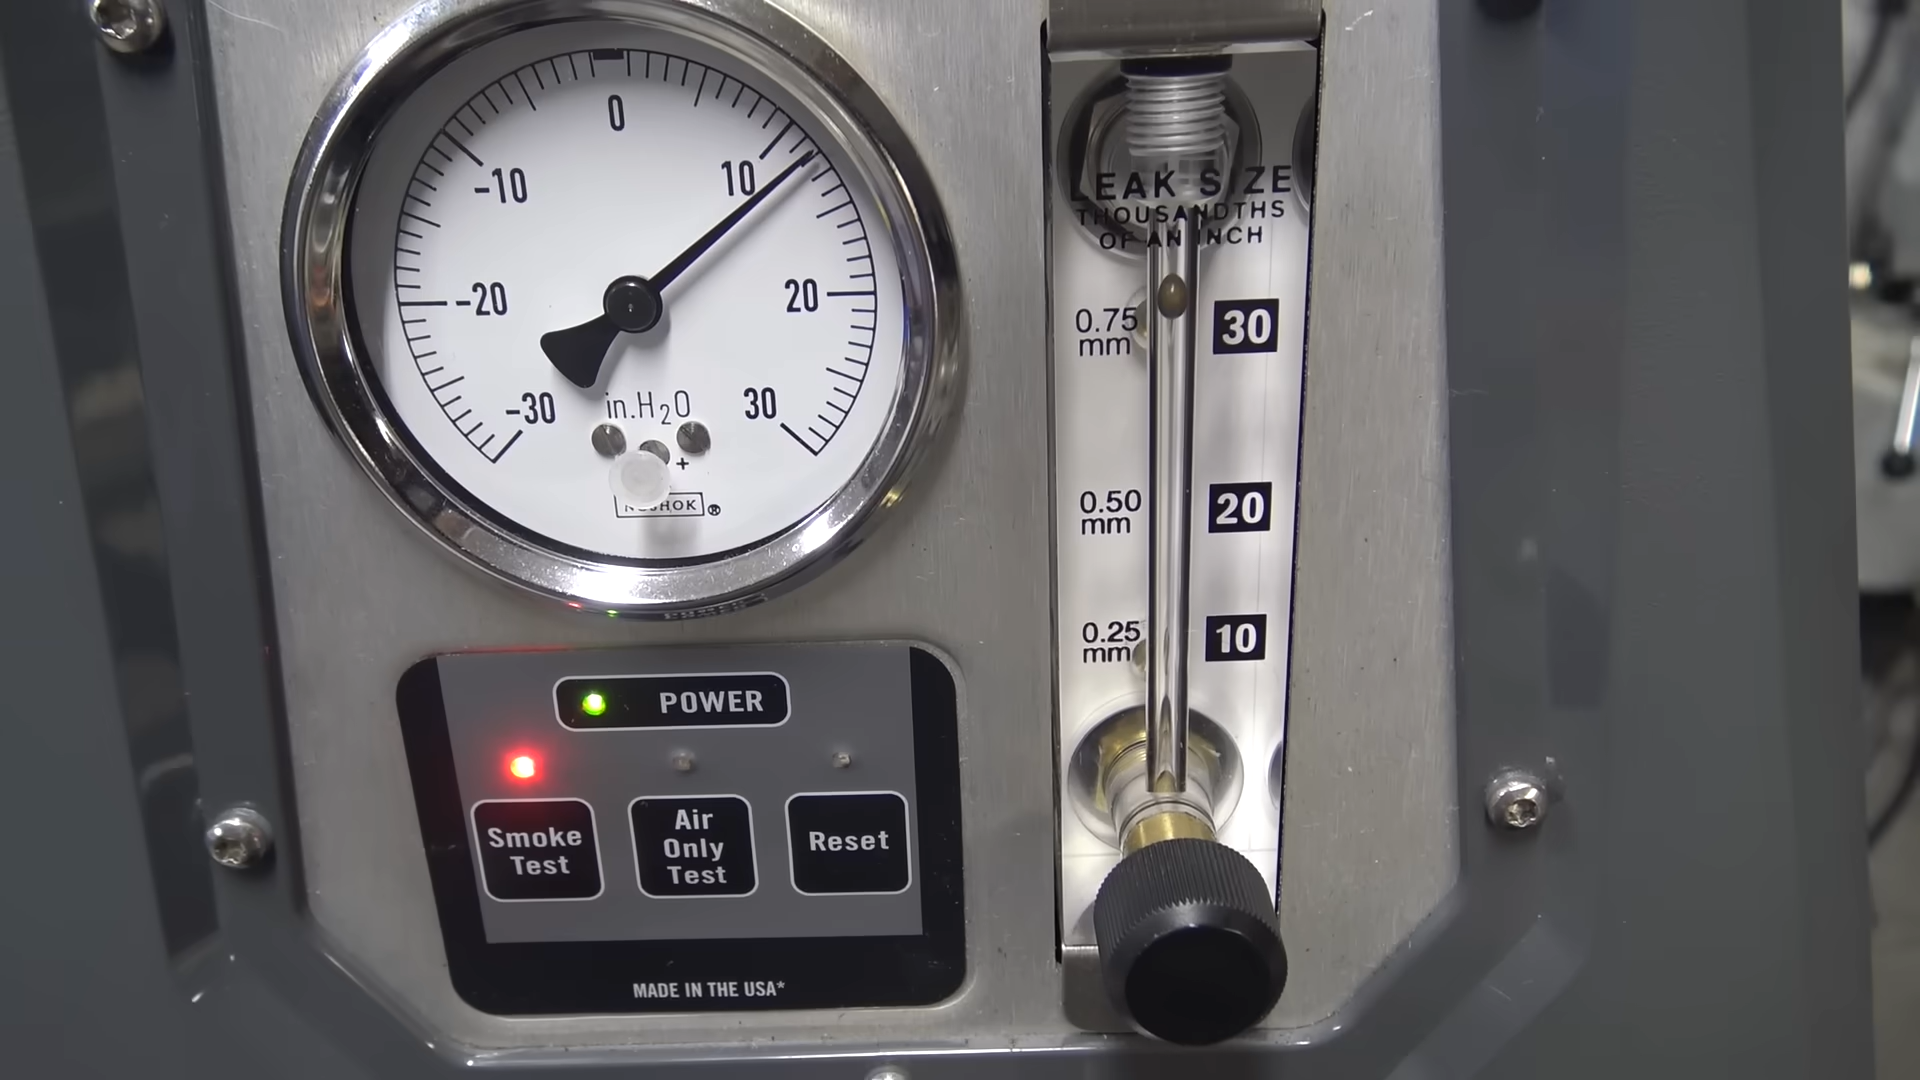 0
-10
10
-20
20
-30
30
in.H2O
+
®
LEAK SIZE
THOUSANDTHS
OF AN INCH
0.75
mm
30
0.50
mm
20
0.25
mm
10
POWER
Smoke
Test
Air
Only
Test
Reset
MADE IN THE USA*